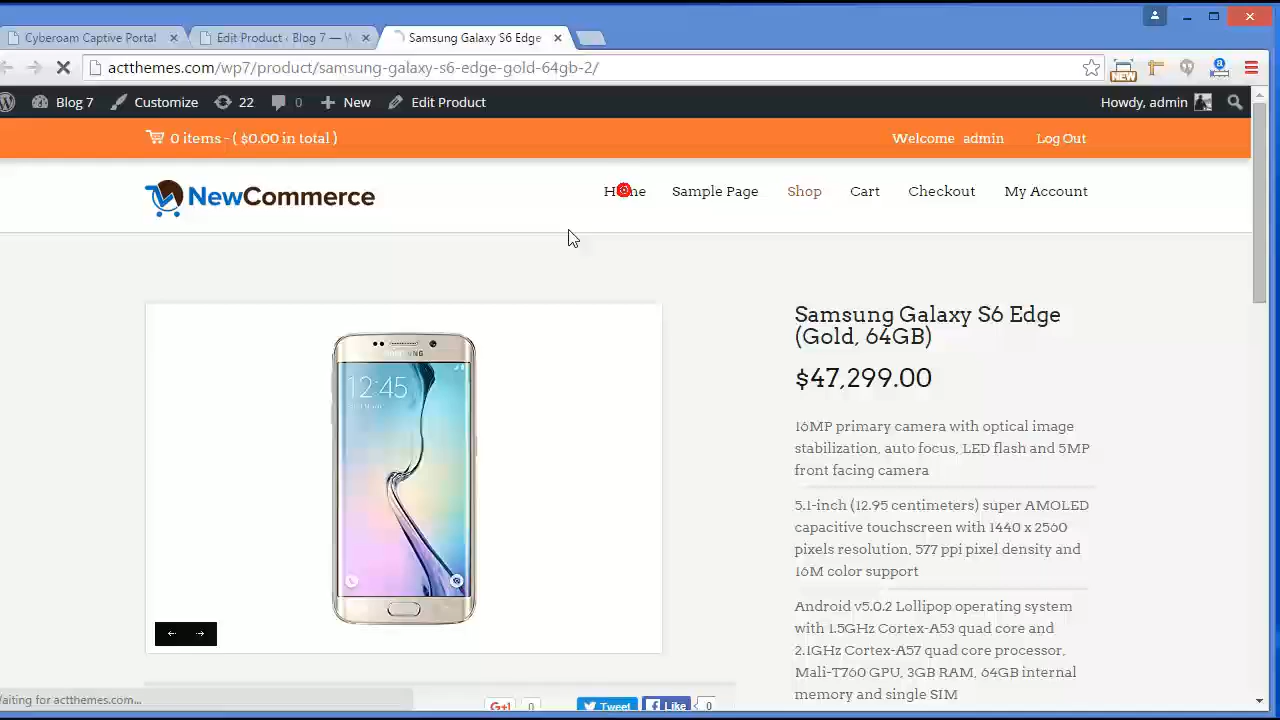 Cyberoam Captive Portal
Edit Product ‹ Blog 7 — W
Samsung Galaxy S6 Edge
actthemes.com/wp7/product/samsung-galaxy-s6-edge-gold-64gb-2/
NEW
a
Blog 7
Customize
22
0
New
Edit Product
Howdy, admin
0 items - ( $0.00 in total )
Welcome admin
Log Out
NewCommerce
Home
Sample Page
Shop
Cart
Checkout
My Account
Samsung Galaxy S6 Edge
(Gold, 64GB)
$47,299.00
SAMSUNG
12:45
16MP primary camera with optical image
stabilization, auto focus, LED flash and 5MP
front facing camera
5.1-inch (12.95 centimeters) super AMOLED
capacitive touchscreen with 1440 x 2560
pixels resolution, 577 ppi pixel density and
16M color support
Android v5.0.2 Lollipop operating system
with 1.5GHz Cortex-A53 quad core and
2.1GHz Cortex-A57 quad core processor,
Mali-T760 GPU, 3GB RAM, 64GB internal
memory and single SIM
← →
aiting for actthemes.com...
G+1
0
Tweet
Like
0